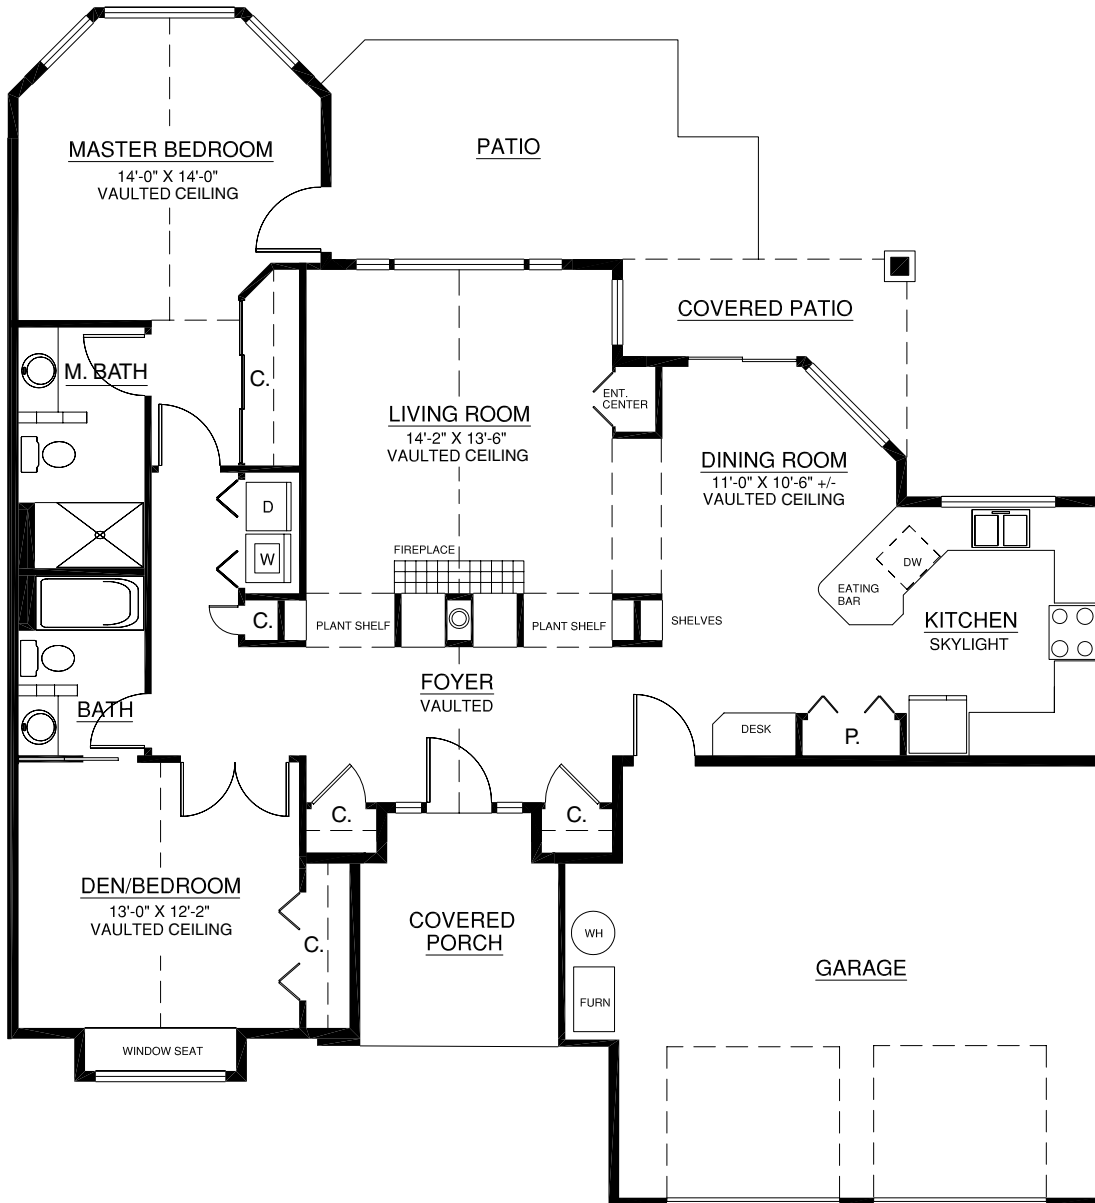 MASTER BEDROOM
14'-0" X 14'-0"
VAULTED CEILING
PATIO
COVERED PATIO
M. BATH
C.
ENT.
CENTER
LIVING ROOM
14'-2" X 13'-6"
VAULTED CEILING
DINING ROOM
11'-0" X 10'-6" +/-
VAULTED CEILING
D
W
FIREPLACE
DW
EATING
BAR
C.
PLANT SHELF
PLANT SHELF
SHELVES
KITCHEN
SKYLIGHT
FOYER
VAULTED
BATH
DESK
P.
C.
C.
DEN/BEDROOM
13'-0" X 12'-2"
VAULTED CEILING
C.
COVERED
PORCH
WH
FURN
GARAGE
WINDOW SEAT